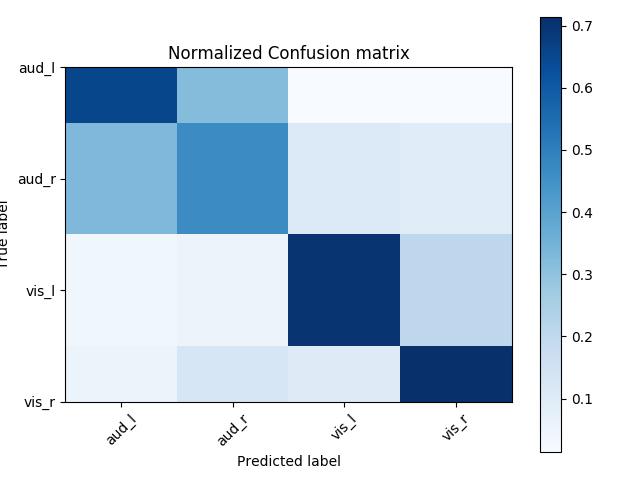 Normalized Confusion matrix
aud_l
aud_r
vis_l
vis_r
True label
aud_l
aud_r
vis_l
vis_r
Predicted label
0.7
0.6
0.5
0.4
0.3
0.2
0.1